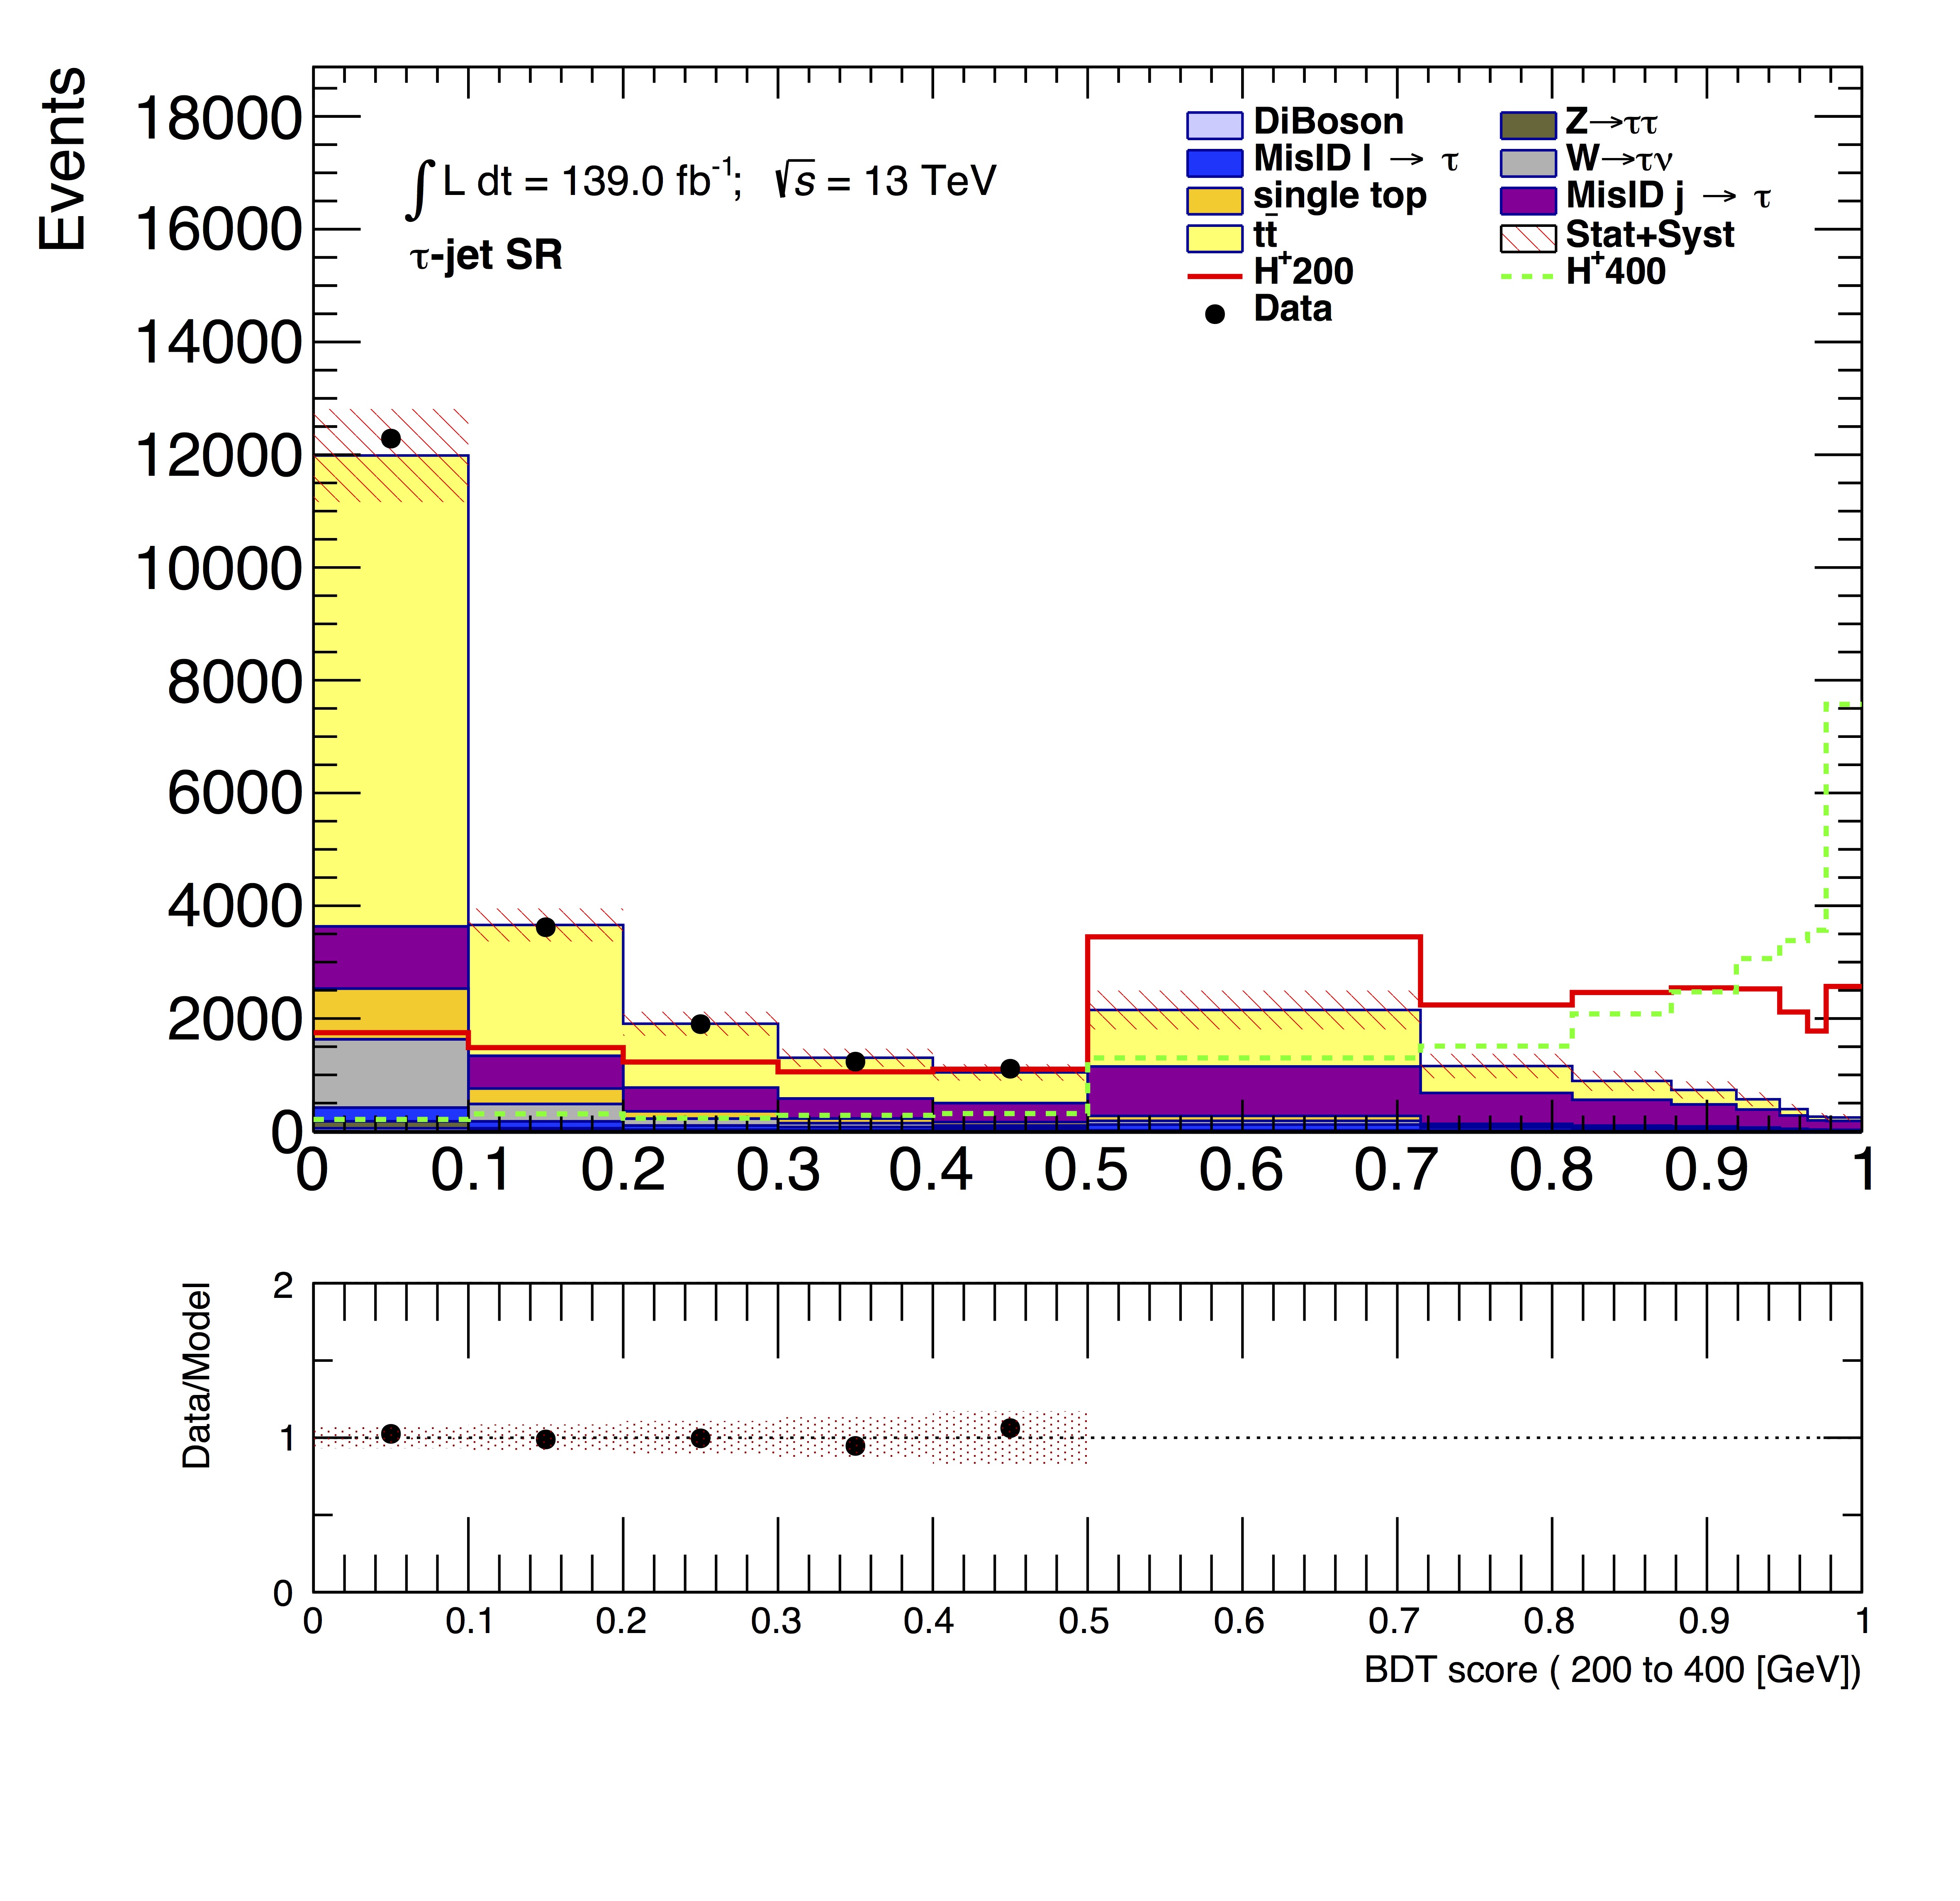 Events
18000
16000
14000
12000
10000
8000
6000
4000
2000
0
∫ L dt = 139.0 fb⁻¹; √s = 13 TeV
τ-jet SR
DiBoson Z→ττ
MisID l → τ W→τν
single top MisID j → τ
tt̄ Stat+Syst
H⁺200 H⁺400
Data
0 0.1 0.2 0.3 0.4 0.5 0.6 0.7 0.8 0.9 1
Data/Model
2
1
0
0 0.1 0.2 0.3 0.4 0.5 0.6 0.7 0.8 0.9 1
BDT score ( 200 to 400 [GeV])